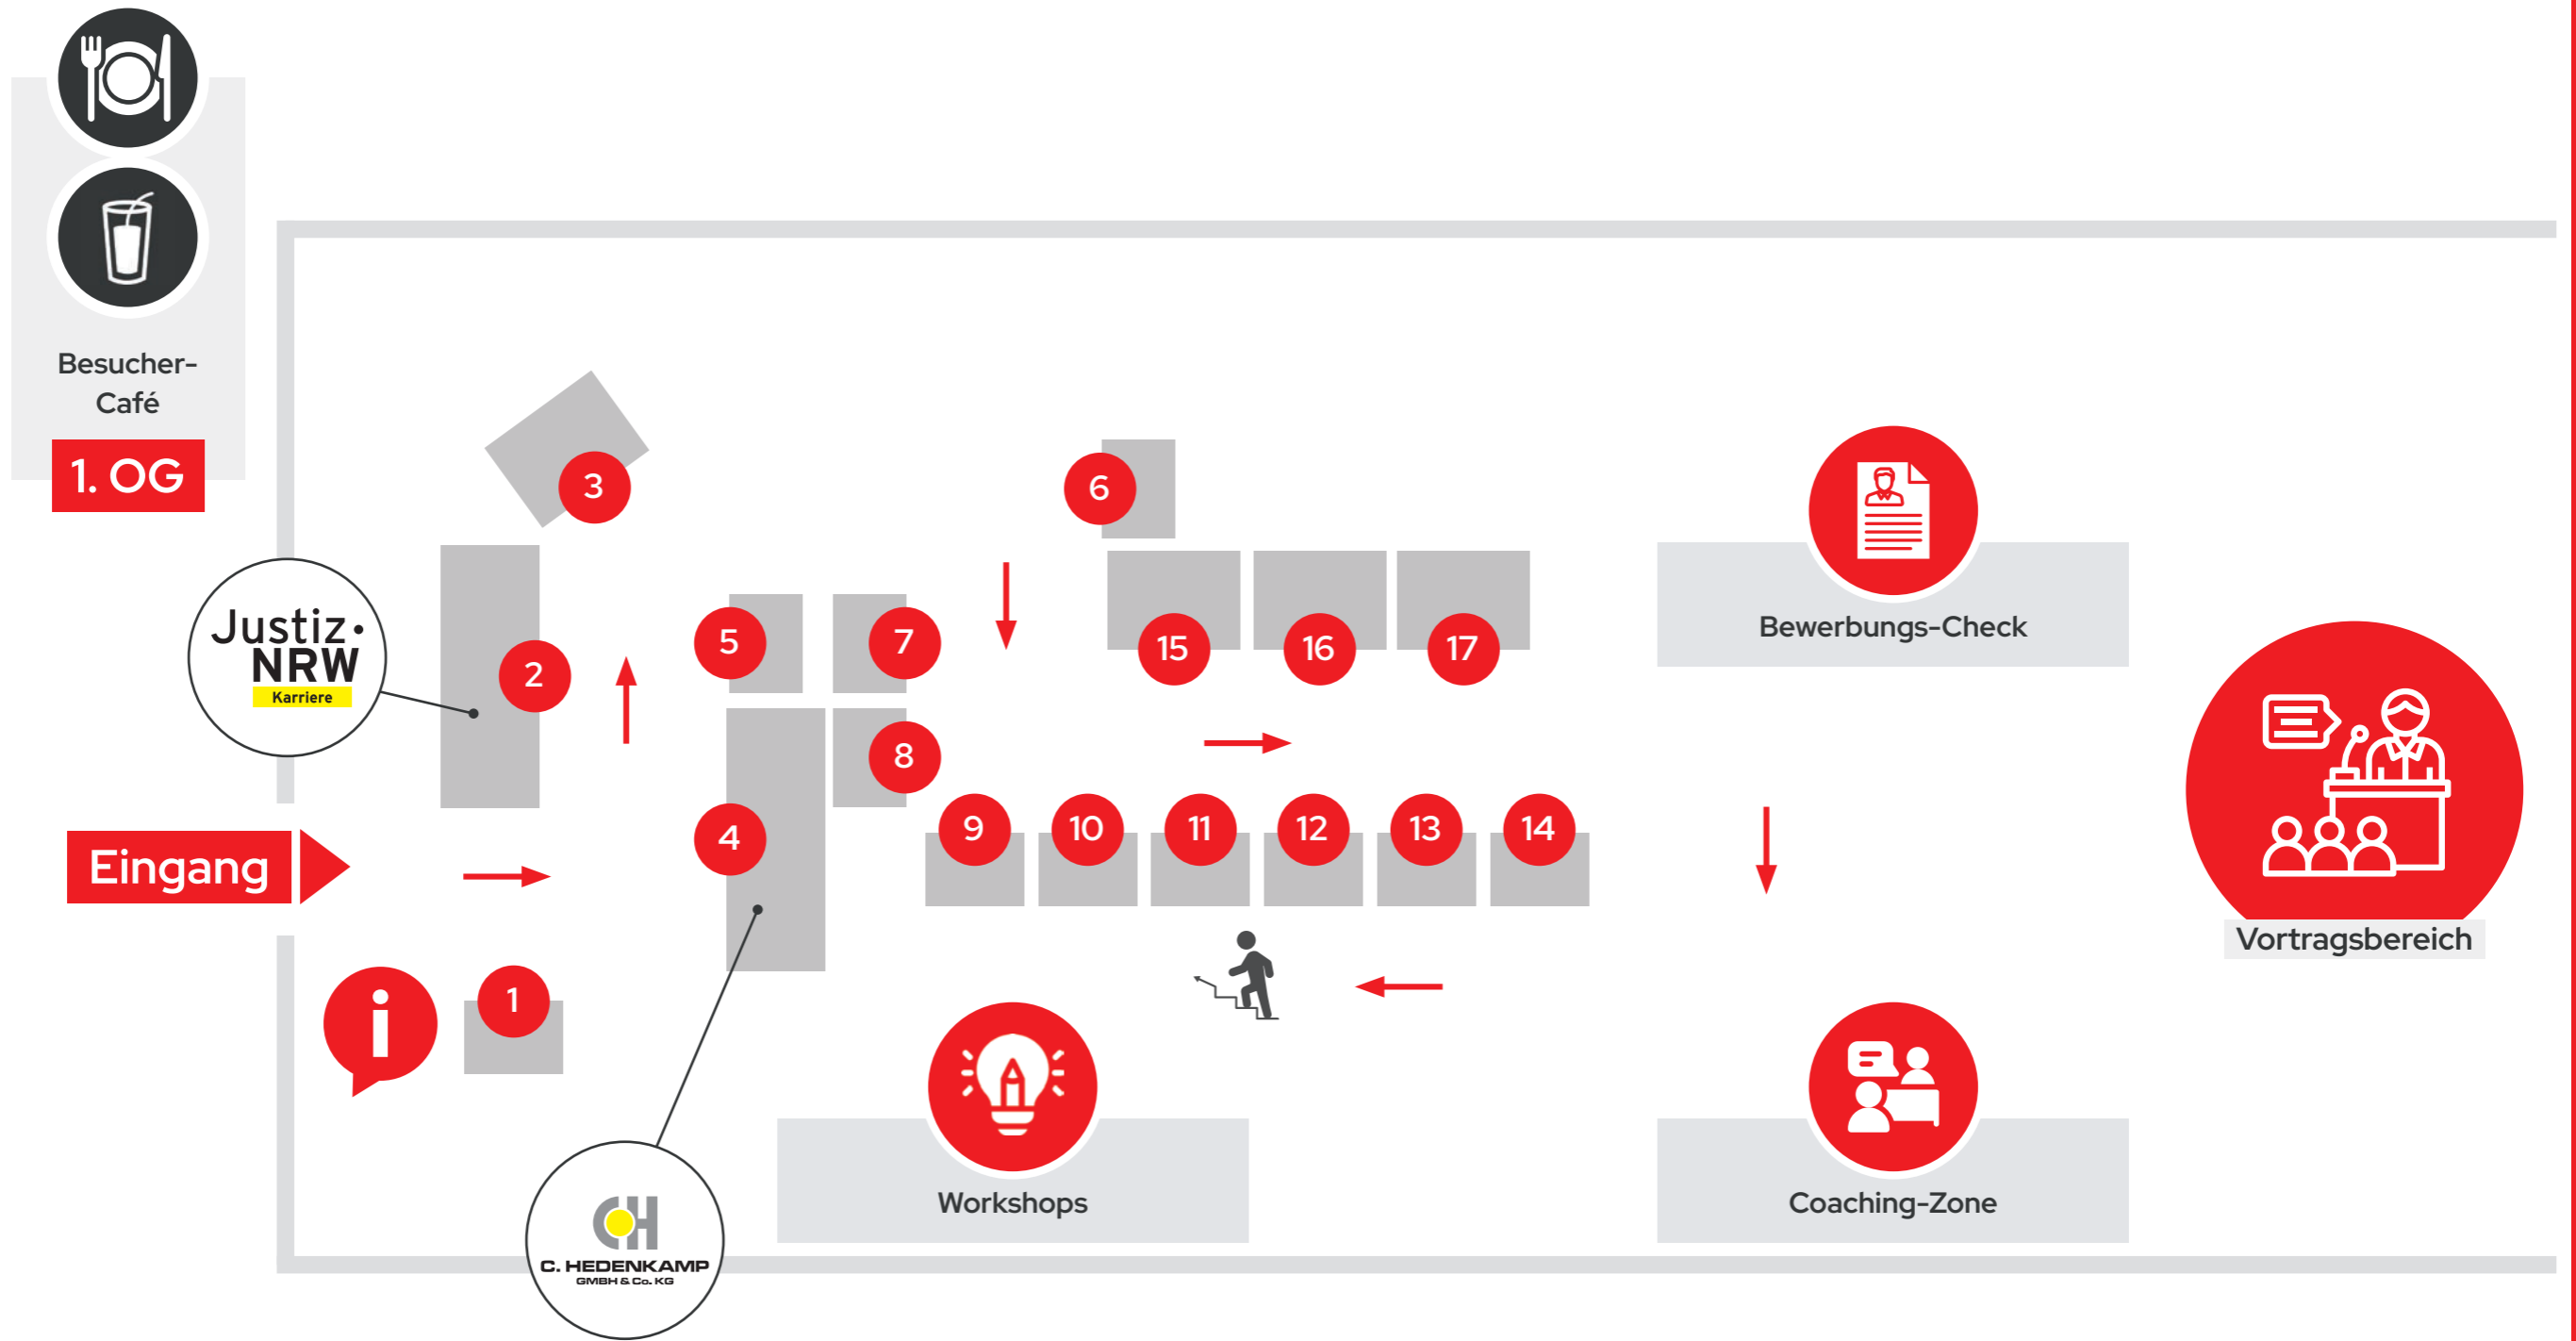 Besucher-
Café
1. OG
3
6
Justiz
NRW
Karriere
2
5
7
15
16
17
Bewerbungs-Check
8
4
9
10
11
12
13
14
Eingang
Vortragsbereich
i
1
Workshops
Coaching-Zone
CH
C. HEDENKAMP
GMBH & Co. KG